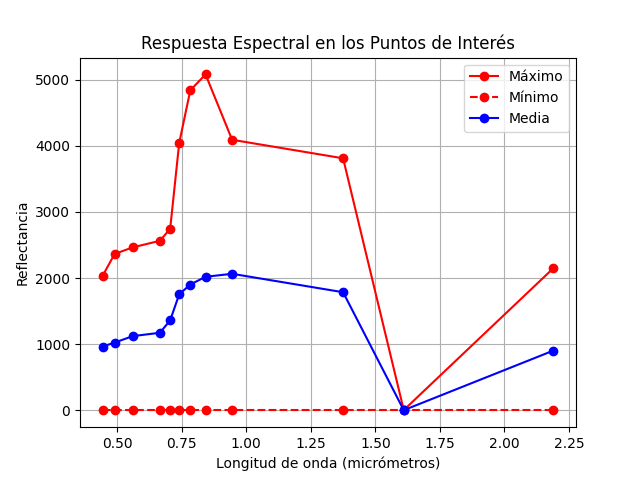 Respuesta Espectral en los Puntos de Interés
Máximo
Mínimo
Media
Reflectancia
5000
4000
3000
2000
1000
0
0.50 0.75 1.00 1.25 1.50 1.75 2.00 2.25
Longitud de onda (micrómetros)